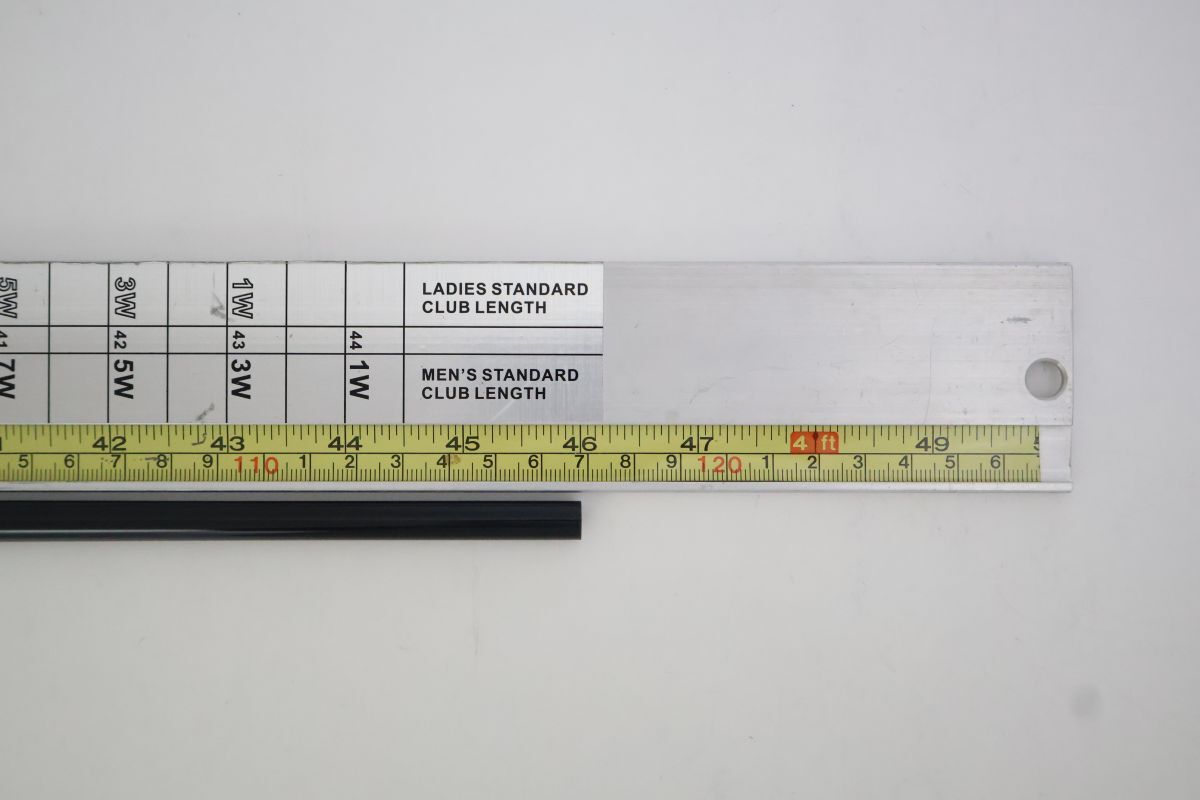 5W 3W 1W LADIES STANDARD
CLUB LENGTH
41 42 43 44
7W 5W 3W 1W MEN'S STANDARD
CLUB LENGTH
42 43 44 45 46 47 4 ft 49
5 6 7 8 9 110 1 2 3 4 5 6 7 8 9 120 1 2 3 4 5 6